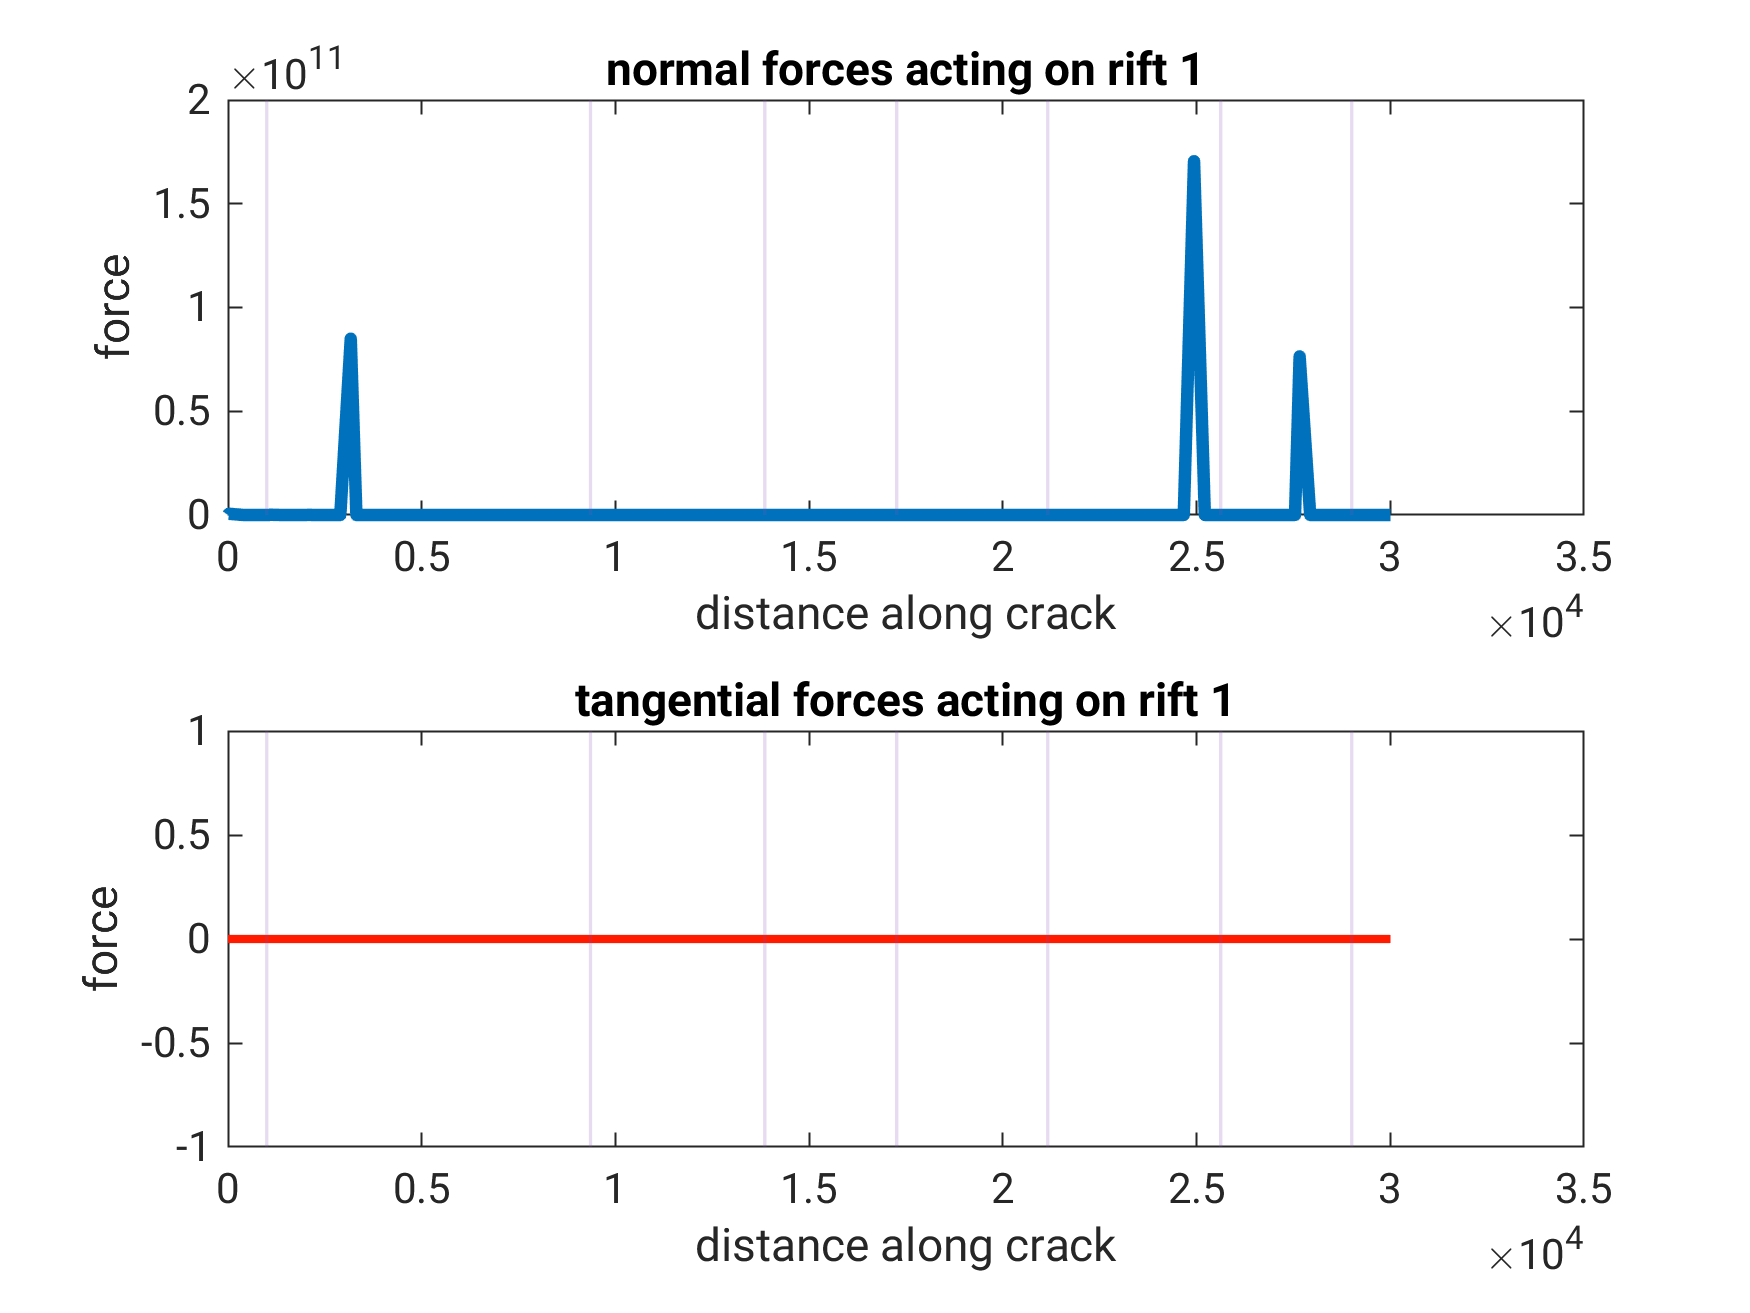 ×10^11
normal forces acting on rift 1
2
1.5
1
0.5
0
force
0 0.5 1 1.5 2 2.5 3 3.5
distance along crack
×10^4
tangential forces acting on rift 1
1
0.5
0
-0.5
-1
force
0 0.5 1 1.5 2 2.5 3 3.5
distance along crack
×10^4